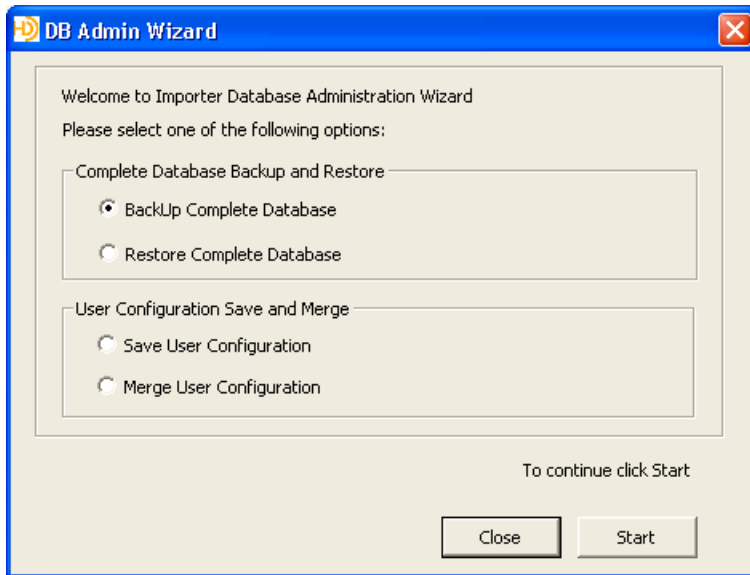 DB Admin Wizard
Welcome to Importer Database Administration Wizard
Please select one of the following options:
Complete Database Backup and Restore
BackUp Complete Database
Restore Complete Database
User Configuration Save and Merge
Save User Configuration
Merge User Configuration
To continue click Start
Close Start